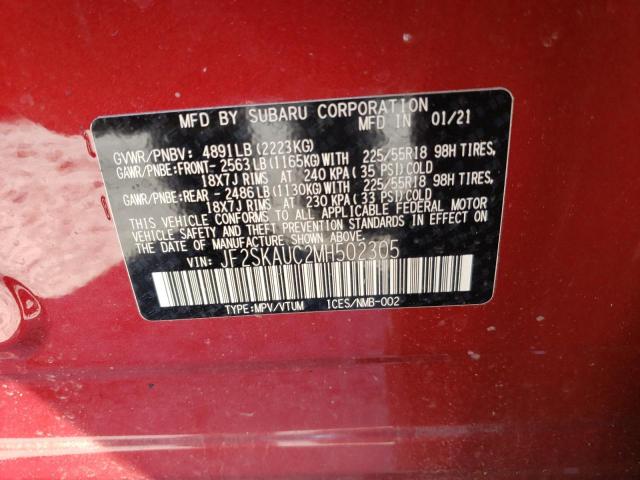 MFD BY SUBARU CORPORATION
MFD IN 01/21
GVWR/PNBV: 4891LB(2223KG)
GAWR/PNBE:FRONT-2563LB(1165KG)WITH 225/55R18 98H TIRES,
18X7J RIMS AT 240 KPA(35 PSI)COLD
GAWR/PNBE:REAR -2486LB(1130KG)WITH 225/55R18 98H TIRES,
18X7J RIMS AT 230 KPA(33 PSI)COLD
THIS VEHICLE CONFORMS TO ALL APPLICABLE FEDERAL MOTOR
VEHICLE SAFETY AND THEFT PREVENTION STANDARDS IN EFFECT ON
THE DATE OF MANUFACTURE SHOWN ABOVE.
VIN: JF2SKAUC2MH502305
TYPE:MPV/VTUM ICES/NMB-002